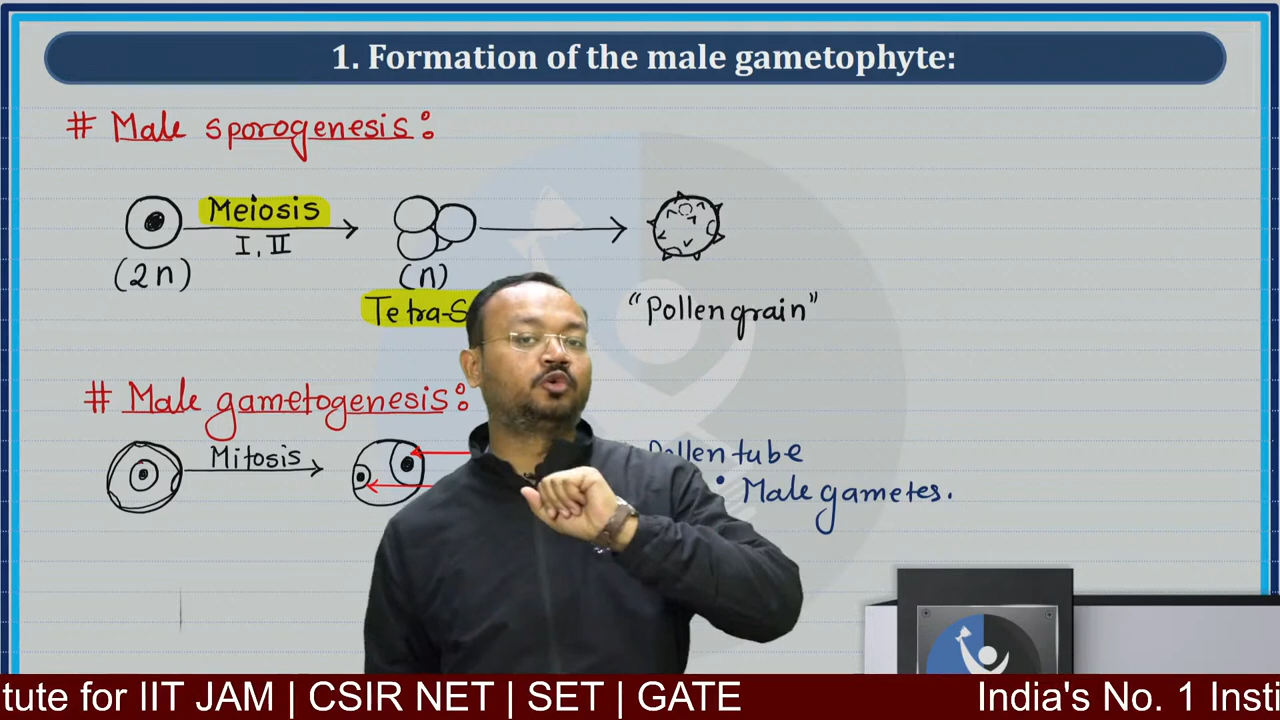 1. Formation of the male gametophyte:
# Male sporogenesis:
Meiosis
I, II
(2n)
(n)
Tetra-S
"Pollen grain"
# Male gametogenesis:
Mitosis
Pollen tube
: Male gametes.
tute for IIT JAM | CSIR NET | SET | GATE India's No. 1 Insti